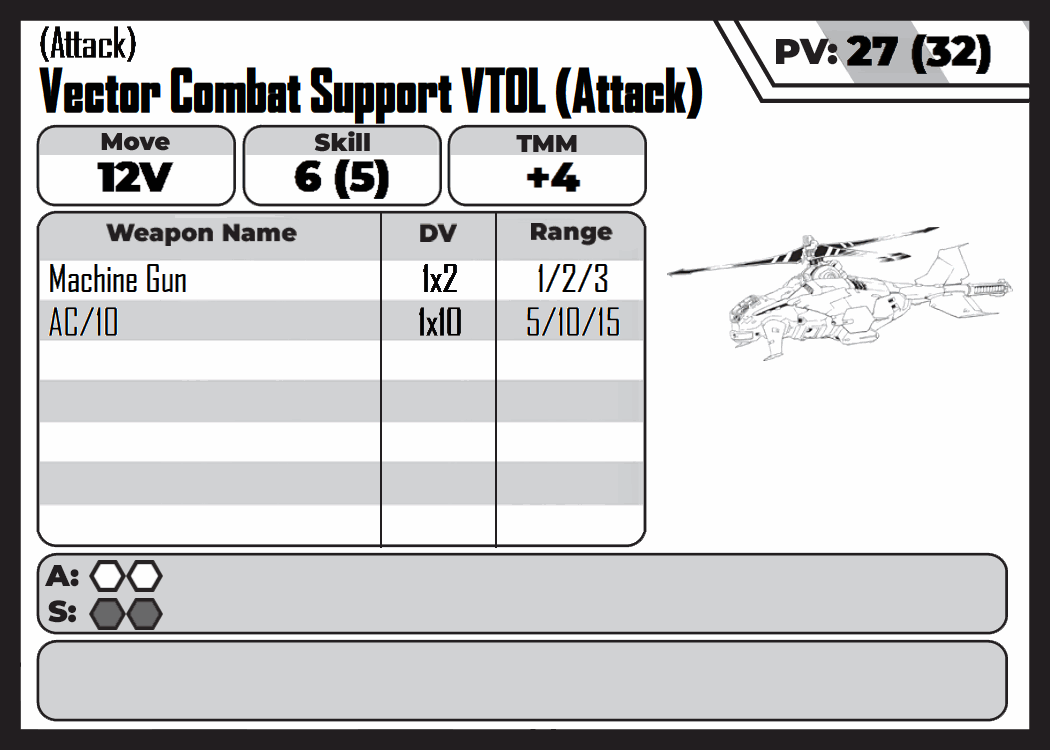 (Attack)
Vector Combat Support VTOL (Attack)
PV: 27 (32)
Move
12V
Skill
6 (5)
TMM
+4
Weapon Name DV Range
Machine Gun 1x2 1/2/3
AC/10 1x10 5/10/15
A:
S: